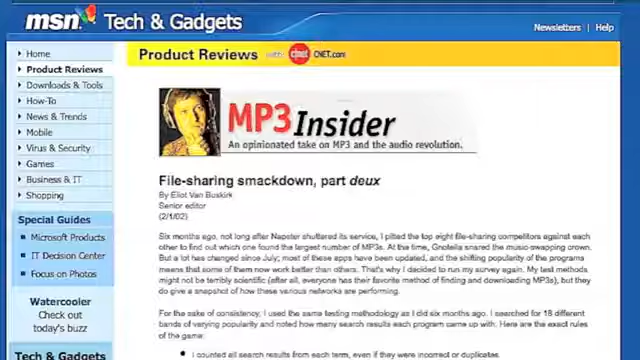 msn Tech & Gadgets
Newsletters | Help
Home
Product Reviews
Downloads & Tools
How-To
News & Trends
Mobile
Virus & Security
Games
Business & IT
Shopping
Special Guides
Microsoft Products
IT Decision Center
Focus on Photos
Watercooler
Check out
today's buzz
Tech & Gadgets
Product Reviews with c|net CNET.com
MP3 Insider
An opinionated take on MP3 and the audio revolution.
File-sharing smackdown, part deux
By Eliot Van Buskirk
Senior editor
(2/1/02)
Six months ago, not long after Napster shuttered its service, I pitted the top eight file-sharing competitors against each
other to find out which one found the largest number of MP3s. At the time, Gnotella snared the music-swapping crown.
But a lot has changed since July; most of these apps have been updated, and the shifting popularity of the programs
means that some of them now work better than others. That's why I decided to run my survey again. My test methods
might not be terribly scientific (after all, everyone has their favorite method of finding and downloading MP3s), but they
do give a snapshot of how these various networks are performing.
For the sake of consistency, I used the same testing methodology as I did six months ago. I searched for 18 different
bands of varying popularity and noted how many search results each program came up with. Here are the exact rules
of the game:
I counted all search results from each term, even if they were incorrect or duplicates.